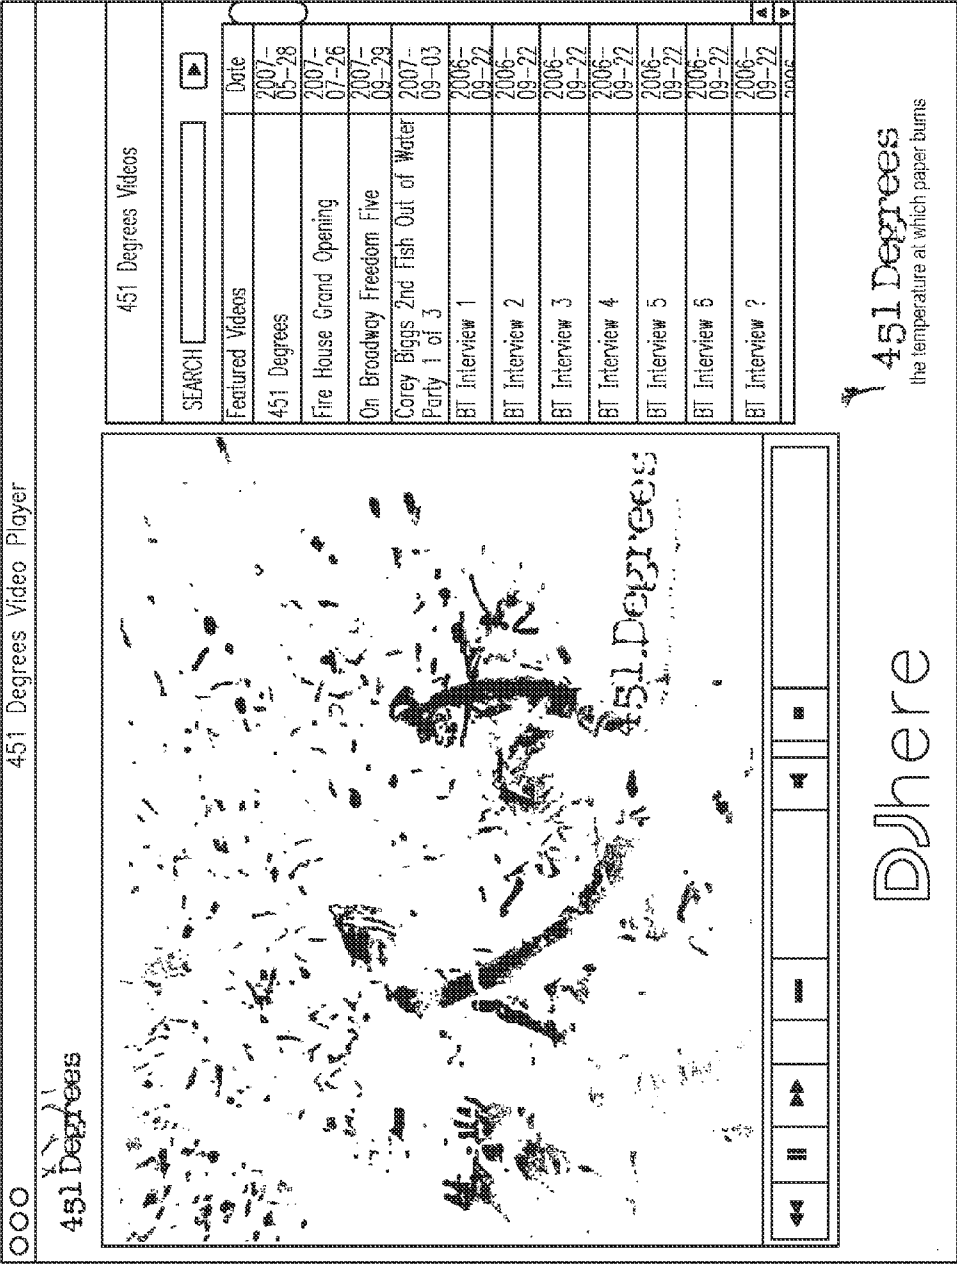 451 Degrees Video Player
451 Degrees
451 Degrees Videos
SEARCH
Featured Videos Date
451 Degrees 2007-05-28
Fire House Grand Opening 2007-07-26
On Broadway Freedom Five 2007-09-29
Corey Biggs 2nd Fish Out of Water 2007-
Party 1 of 3 09-03
BT Interview 1 2006-09-22
BT Interview 2 2006-09-22
BT Interview 3 2006-09-22
BT Interview 4 2006-09-22
BT Interview 5 2006-09-22
BT Interview 6 2006-09-22
BT Interview ? 2006-09-22
451 Degrees
DJhere
451 Degrees
the temperature at which paper burns